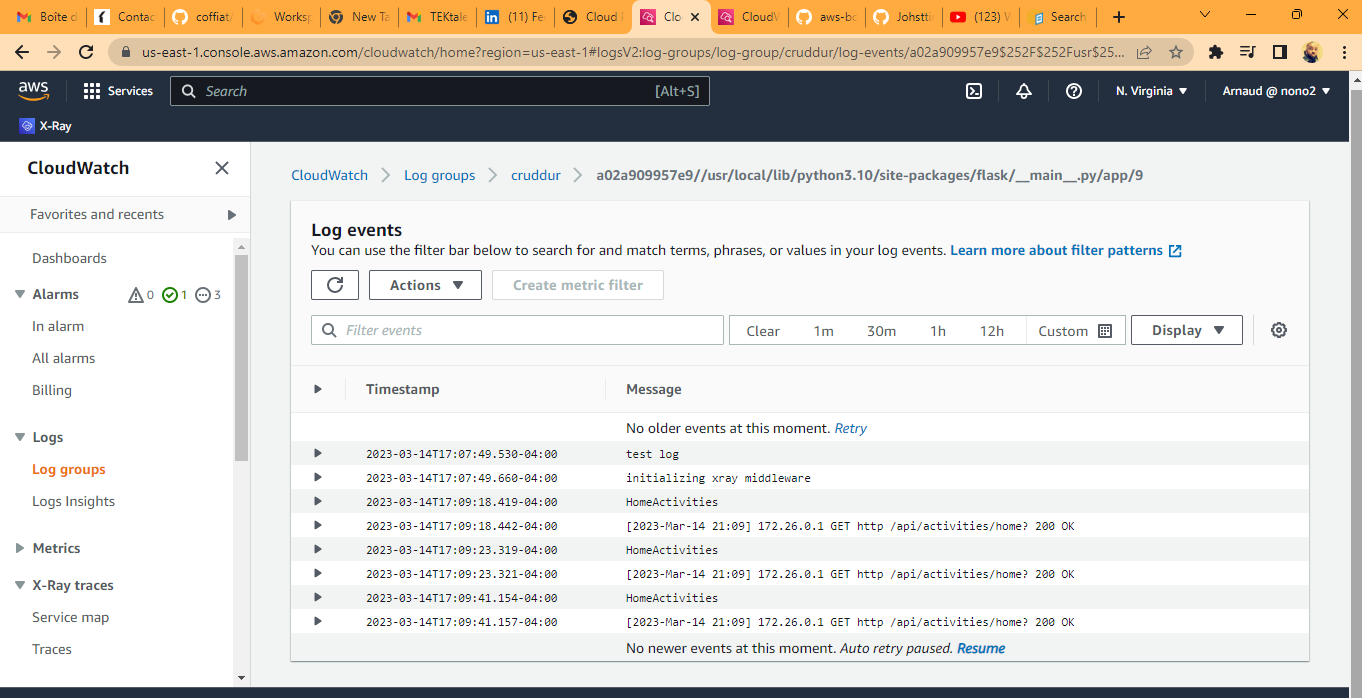 Boîte d
Contac
coffiat/
Worksp
New Ta
TEKtale
(11) Fe
Cloud
Clo
CloudW
aws-bo
Johstti
(123) W
Search
us-east-1.console.aws.amazon.com/cloudwatch/home?region=us-east-1#logsV2:log-groups/log-group/cruddur/log-events/a02a909957e9$252F$252Fusr$25...
aws
Services
Search
[Alt+S]
N. Virginia
Arnaud @ nono2
X-Ray
CloudWatch
Favorites and recents
Dashboards
Alarms 0 1 3
In alarm
All alarms
Billing
Logs
Log groups
Logs Insights
Metrics
X-Ray traces
Service map
Traces
CloudWatch > Log groups > cruddur > a02a909957e9//usr/local/lib/python3.10/site-packages/flask/__main__.py/app/9
Log events
You can use the filter bar below to search for and match terms, phrases, or values in your log events. Learn more about filter patterns
Actions
Create metric filter
Filter events
Clear 1m 30m 1h 12h Custom
Display
Timestamp Message
No older events at this moment. Retry
2023-03-14T17:07:49.530-04:00 test log
2023-03-14T17:07:49.660-04:00 initializing xray middleware
2023-03-14T17:09:18.419-04:00 HomeActivities
2023-03-14T17:09:18.442-04:00 [2023-Mar-14 21:09] 172.26.0.1 GET http /api/activities/home? 200 OK
2023-03-14T17:09:23.319-04:00 HomeActivities
2023-03-14T17:09:23.321-04:00 [2023-Mar-14 21:09] 172.26.0.1 GET http /api/activities/home? 200 OK
2023-03-14T17:09:41.154-04:00 HomeActivities
2023-03-14T17:09:41.157-04:00 [2023-Mar-14 21:09] 172.26.0.1 GET http /api/activities/home? 200 OK
No newer events at this moment. Auto retry paused. Resume